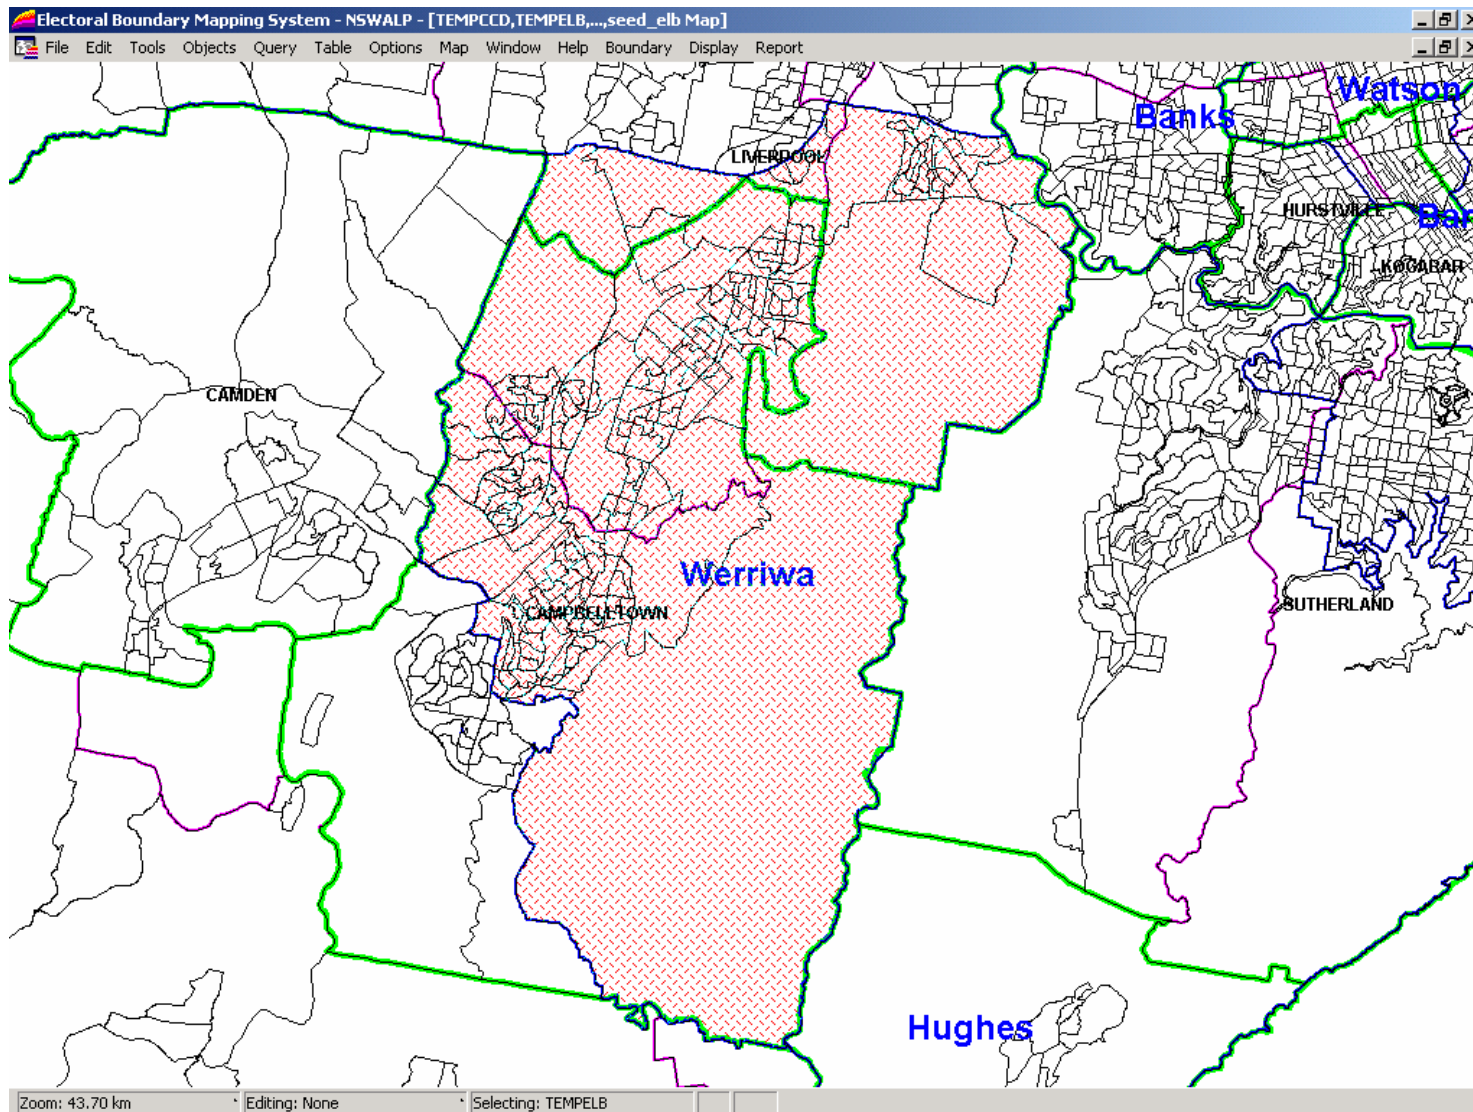 Electoral Boundary Mapping System - NSWALP - [TEMPCCD,TEMPELB,...,seed_elb Map]
File Edit Tools Objects Query Table Options Map Window Help Boundary Display Report
Watson
Banks
LIVERPOOL
HURSTVILLE
Bar
KOGARAH
CAMDEN
Werriwa
CAMPBELLTOWN
SUTHERLAND
Hughes
Zoom: 43.70 km Editing: None Selecting: TEMPELB